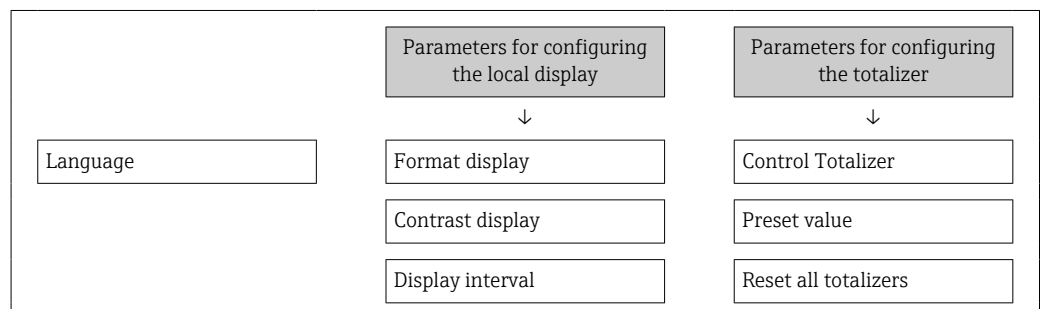 Parameters for configuring
the local display
Parameters for configuring
the totalizer
↓
↓
Language
Format display
Control Totalizer
Contrast display
Preset value
Display interval
Reset all totalizers